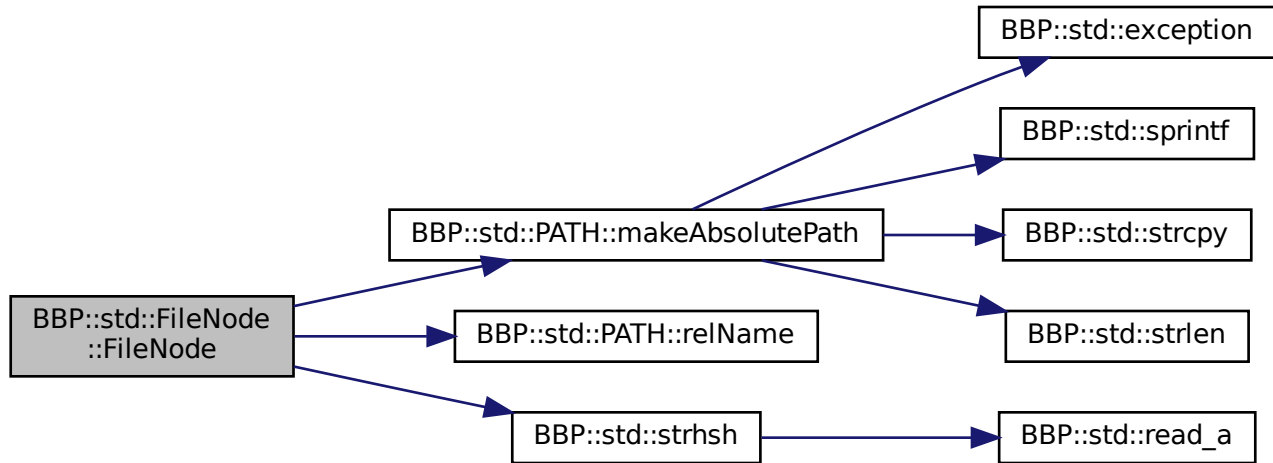 BBP::std::exception
BBP::std::sprintf
BBP::std::PATH::makeAbsolutePath
BBP::std::strcpy
BBP::std::FileNode
::FileNode
BBP::std::PATH::relName
BBP::std::strlen
BBP::std::strhsh
BBP::std::read_a